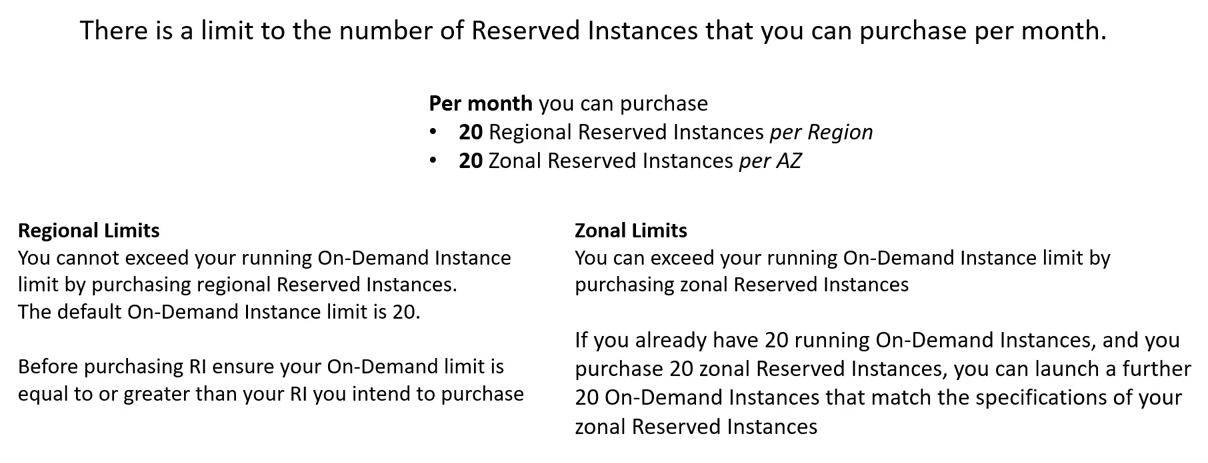 There is a limit to the number of Reserved Instances that you can purchase per month.
Per month you can purchase
• 20 Regional Reserved Instances per Region
• 20 Zonal Reserved Instances per AZ
Regional Limits
You cannot exceed your running On-Demand Instance
limit by purchasing regional Reserved Instances.
The default On-Demand Instance limit is 20.
Before purchasing RI ensure your On-Demand limit is
equal to or greater than your RI you intend to purchase
Zonal Limits
You can exceed your running On-Demand Instance limit by
purchasing zonal Reserved Instances
If you already have 20 running On-Demand Instances, and you
purchase 20 zonal Reserved Instances, you can launch a further
20 On-Demand Instances that match the specifications of your
zonal Reserved Instances